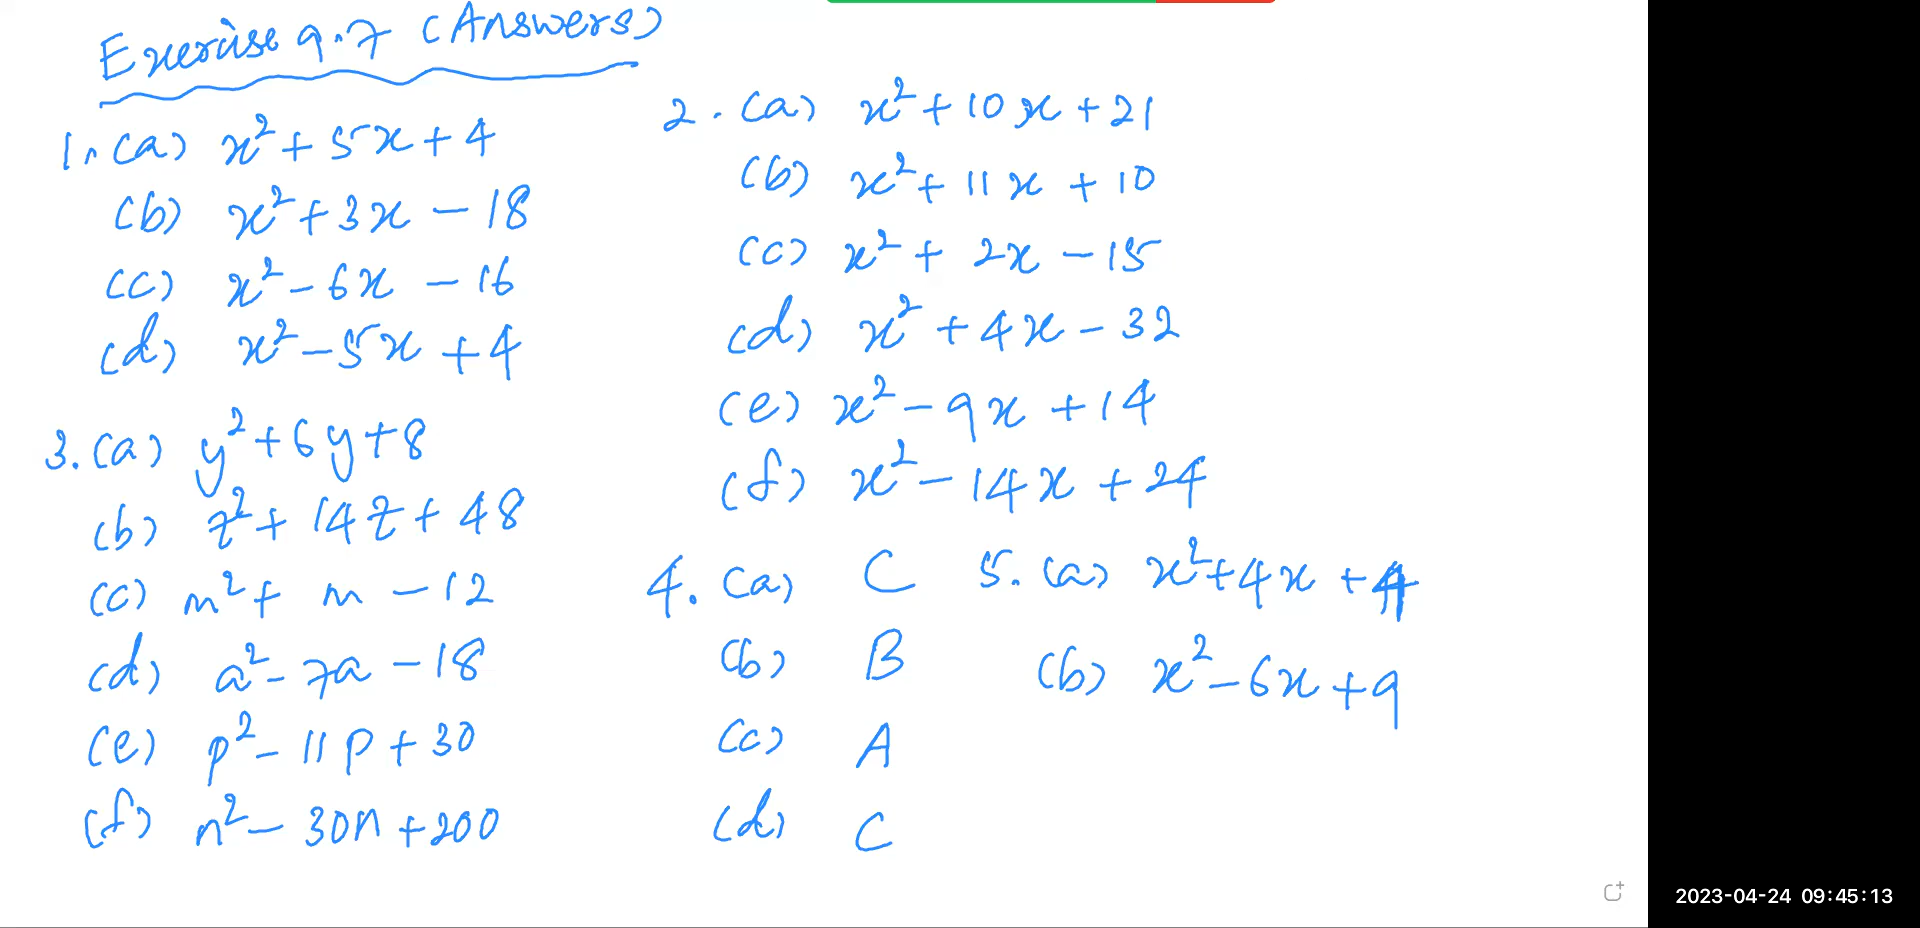 Exercise 9.7 (Answers)
1. (a) x² + 5x + 4
(b) x² + 3x - 18
(c) x² - 6x - 16
(d) x² - 5x + 4
2. (a) x² + 10x + 21
(b) x² + 11x + 10
(c) x² + 2x - 15
(d) x² + 4x - 32
(e) x² - 9x + 14
(f) x² - 14x + 24
3. (a) y² + 6y + 8
(b) z² + 14z + 48
(c) m² + m - 12
(d) a² - 7a - 18
(e) p² - 11p + 30
(f) n² - 30n + 200
4. (a) C
(b) B
(c) A
(d) C
5. (a) x² + 4x + 4
(b) x² - 6x + 9
2023-04-24 09:45:13